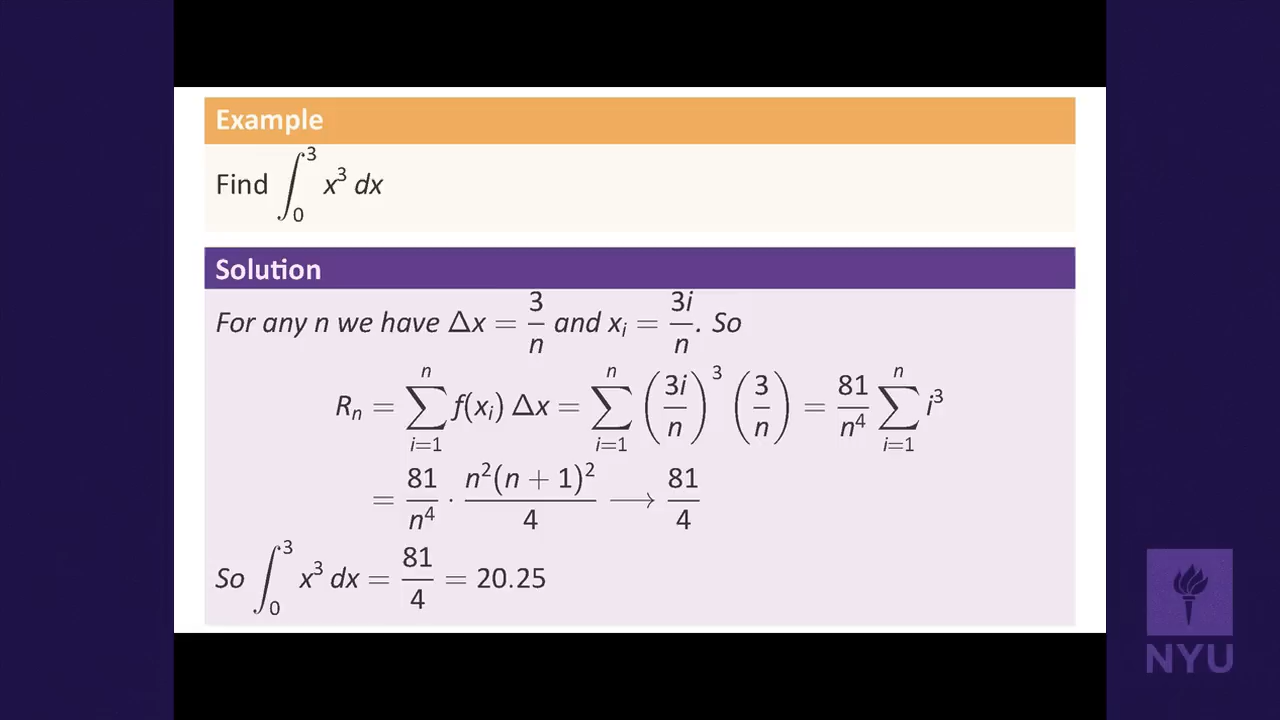 Example
Find ∫₀³ x³ dx
Solution
For any n we have Δx = 3/n and xᵢ = 3i/n. So
Rₙ = ∑ᵢ₌₁ⁿ f(xᵢ) Δx = ∑ᵢ₌₁ⁿ (3i/n)³ (3/n) = 81/n⁴ ∑ᵢ₌₁ⁿ i³
= 81/n⁴ · n²(n + 1)²/4 ⟶ 81/4
So ∫₀³ x³ dx = 81/4 = 20.25
NYU